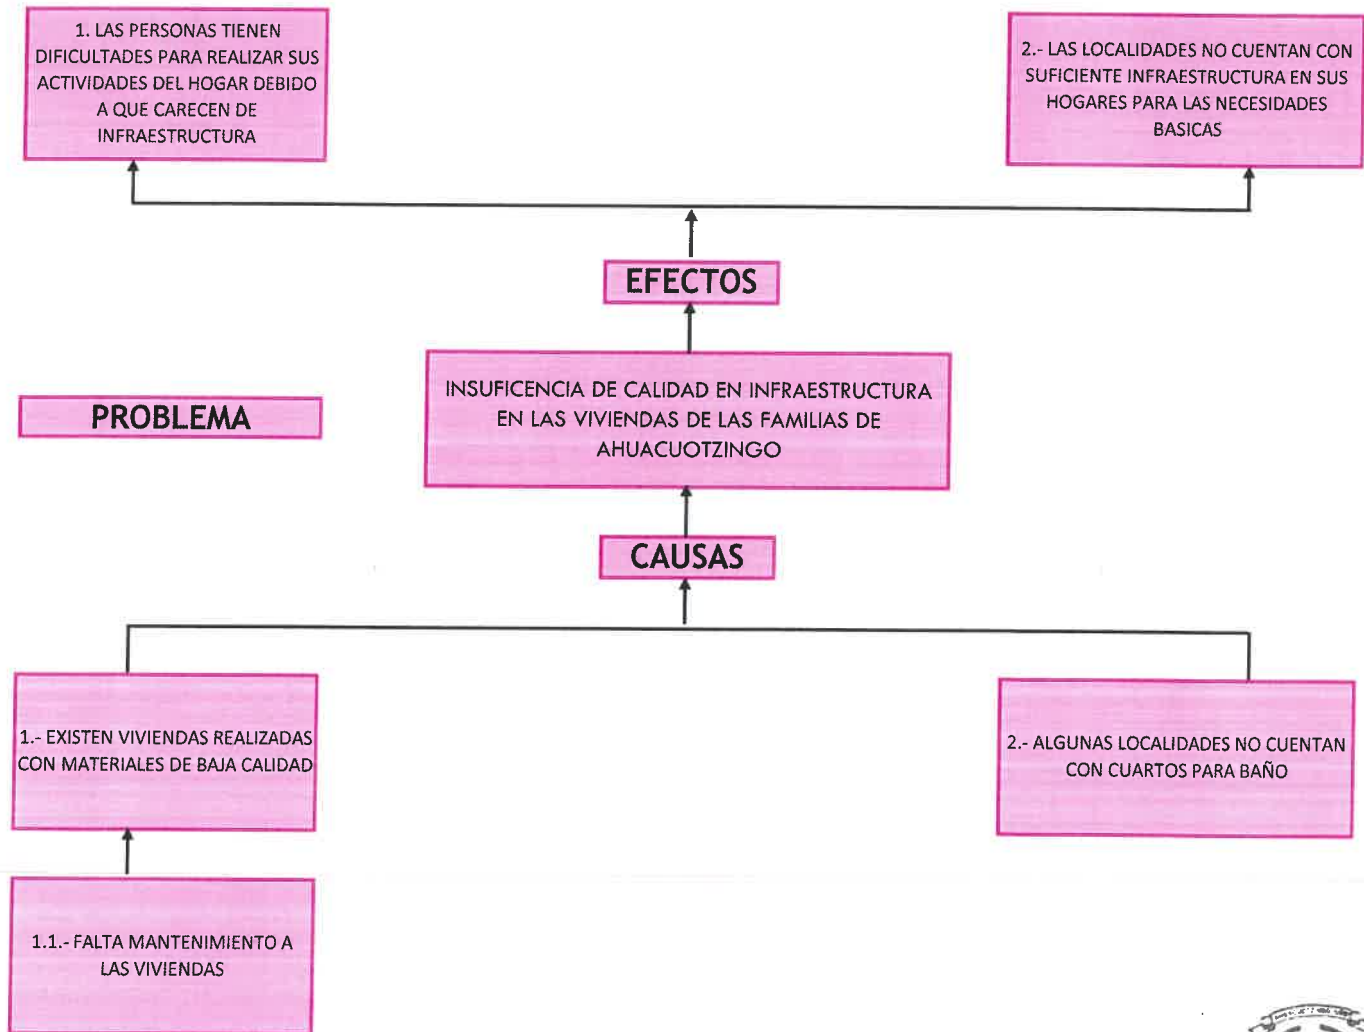 1. LAS PERSONAS TIENEN
DIFICULTADES PARA REALIZAR SUS
ACTIVIDADES DEL HOGAR DEBIDO
A QUE CARECEN DE
INFRAESTRUCTURA
2.- LAS LOCALIDADES NO CUENTAN CON
SUFICIENTE INFRAESTRUCTURA EN SUS
HOGARES PARA LAS NECESIDADES
BASICAS
EFECTOS
PROBLEMA
INSUFICENCIA DE CALIDAD EN INFRAESTRUCTURA
EN LAS VIVIENDAS DE LAS FAMILIAS DE
AHUACUOTZINGO
CAUSAS
1.- EXISTEN VIVIENDAS REALIZADAS
CON MATERIALES DE BAJA CALIDAD
2.- ALGUNAS LOCALIDADES NO CUENTAN
CON CUARTOS PARA BAÑO
1.1.- FALTA MANTENIMIENTO A
LAS VIVIENDAS